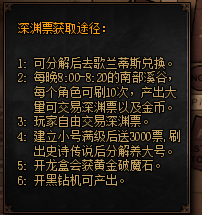 深渊票获取途径:
1: 可分解后去歌兰蒂斯兑换。
2: 每晚8:00-8:20的南部溪谷,
每个角色可刷10次，产出大
量可交易深渊票以及金币。
3: 玩家自由交易深渊票。
4: 建立小号满级后送3000票,刷
出史诗传说后分解养大号。
5: 开龙盒会获黄金破魔石。
6: 开黑钻机可产出。